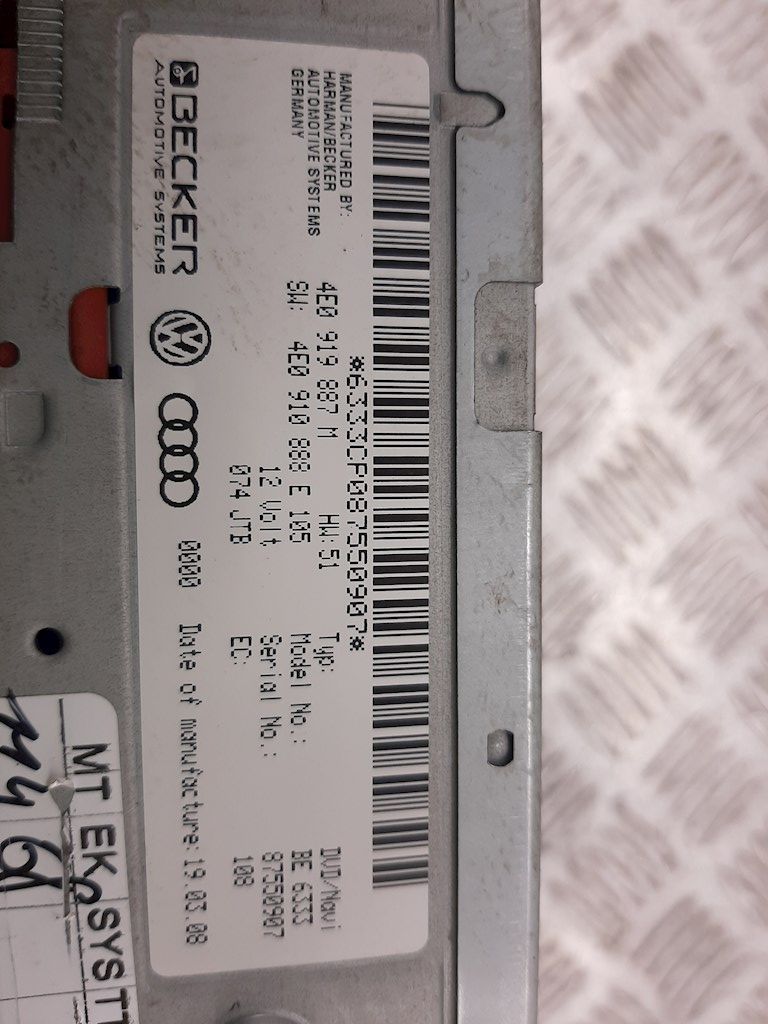 *6333CP087550907*
MANUFACTURED BY:
HARMAN/BECKER
AUTOMOTIVE SYSTEMS
GERMANY
4E0 919 887 M HW:51
SW: 4E0 910 888 E 105
12 Volt
074 JTB
Typ: DVD/Navi
Model No.: BE 6333
Serial No.: 87550907
EC: 108
BECKER
AUTOMOTIVE SYSTEMS
0000 Date of manufacture:19.03.08
MT EK SYS